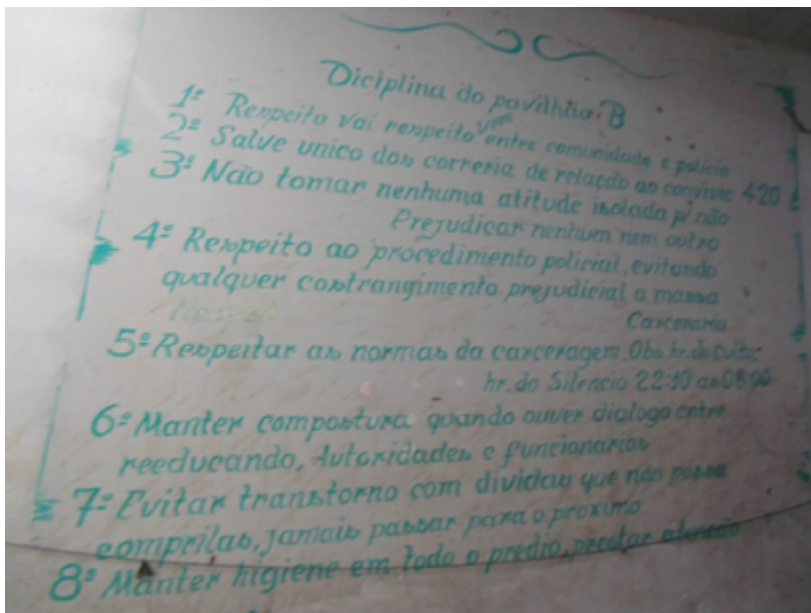 Diciplina do pavilhão. B
1º Respeito vai respeito vem entre comunidade e policia
2º Salve unico dos correria de relação ao convivio 4:20
3º Não tomar nenhuma atitude isolada p/ não
Prejudicar nenhum nem outro
4º Respeito ao procedimento policial, evitando
qualquer constrangimento prejudicial a massa
Carceraria
5º Respeitar as normas da carceragem. Obs. hr. do culto:
hr. do Silencio 22:10 as 08:00
6º Manter compostura quando ouver dialogo entre
reeducando, Autoridades e funcionarios
7º Evitar transtorno com dividas que não possa
comprilas, jamais passar para o proximo
8º Manter higiene em todo o predio, prestar atenção